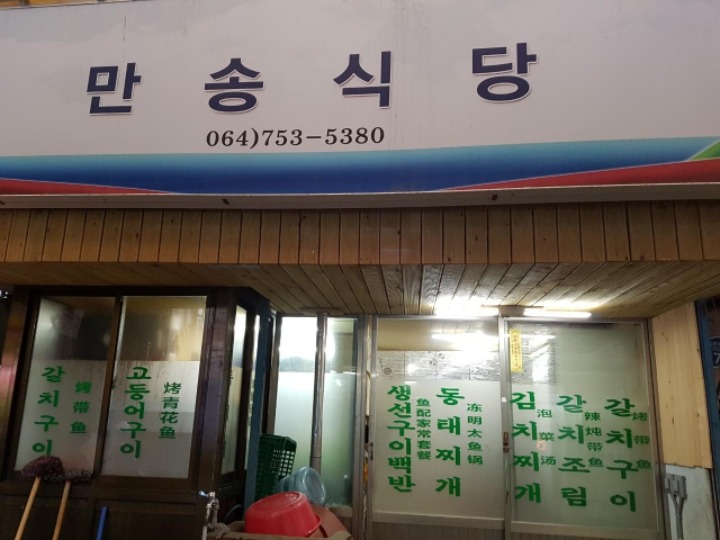 만송식당
064)753-5380
갈치구이
烤带鱼
고등어구이
烤青花鱼
생선구이백반
鱼配家常套餐
동태찌개
冻明太鱼锅
김치찌개
泡菜汤
갈치조림
辣炖带鱼
갈치구이
烤带鱼